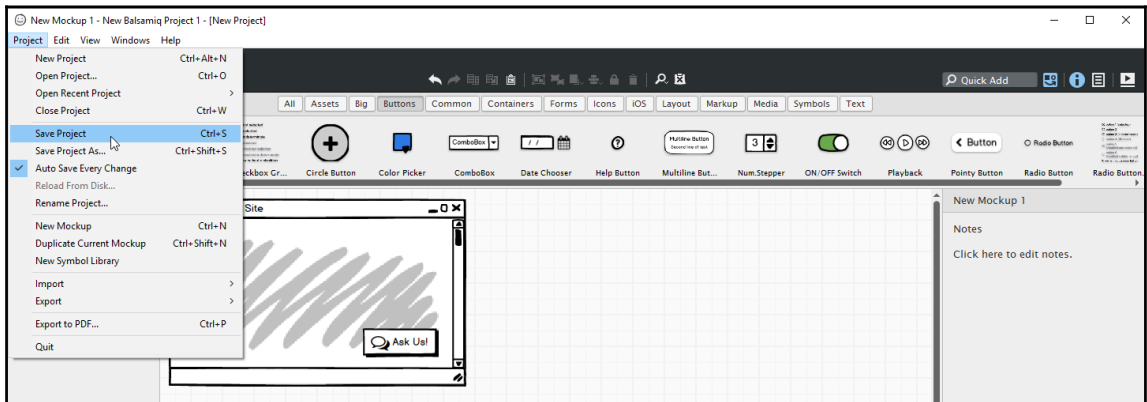 New Mockup 1 - New Balsamiq Project 1 - [New Project]
Project Edit View Windows Help
New Project Ctrl+Alt+N
Open Project... Ctrl+O
Open Recent Project
Close Project Ctrl+W
Save Project Ctrl+S
Save Project As... Ctrl+Shift+S
Auto Save Every Change
Reload From Disk...
Rename Project...
New Mockup Ctrl+N
Duplicate Current Mockup Ctrl+Shift+N
New Symbol Library
Import
Export
Export to PDF... Ctrl+P
Quit
Quick Add
All Assets Big Buttons Common Containers Forms Icons iOS Layout Markup Media Symbols Text
ComboBox
/ /
?
Multiline Button
Second line of text
3
Button
Radio Button
eckbox Gr... Circle Button Color Picker ComboBox Date Chooser Help Button Multiline But... Num.Stepper ON/OFF Switch Playback Pointy Button Radio Button Radio Button.
Site
Ask Us!
New Mockup 1
Notes
Click here to edit notes.